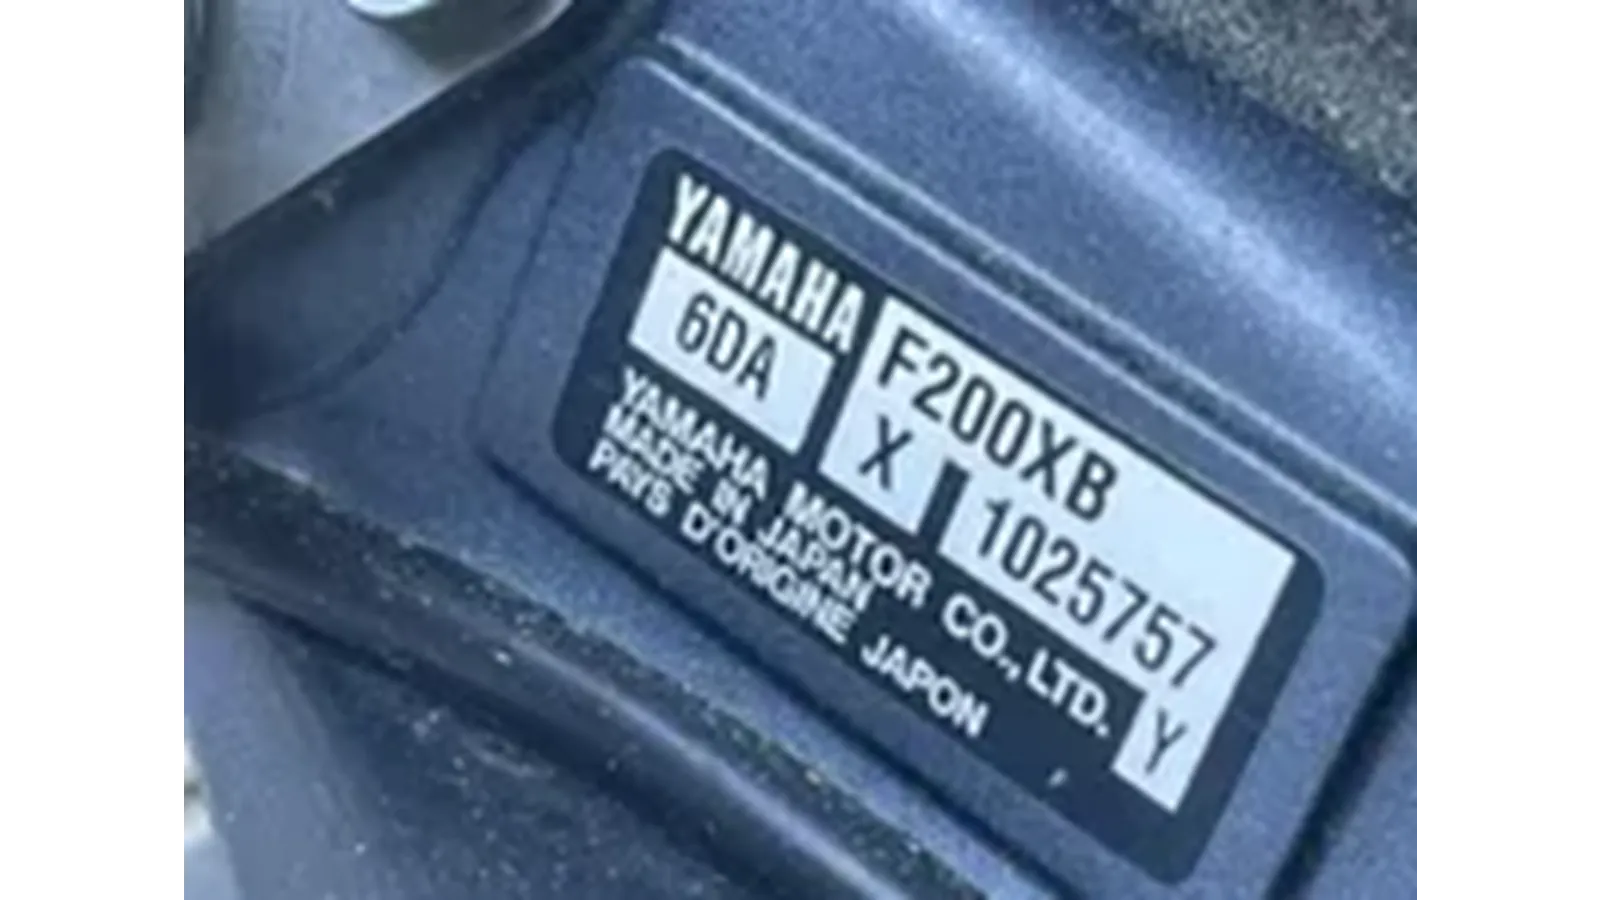 YAMAHA F200XB
6DA X 1025757
YAMAHA MOTOR CO., LTD. Y
MADE IN JAPAN
PAYS D'ORIGINE JAPON